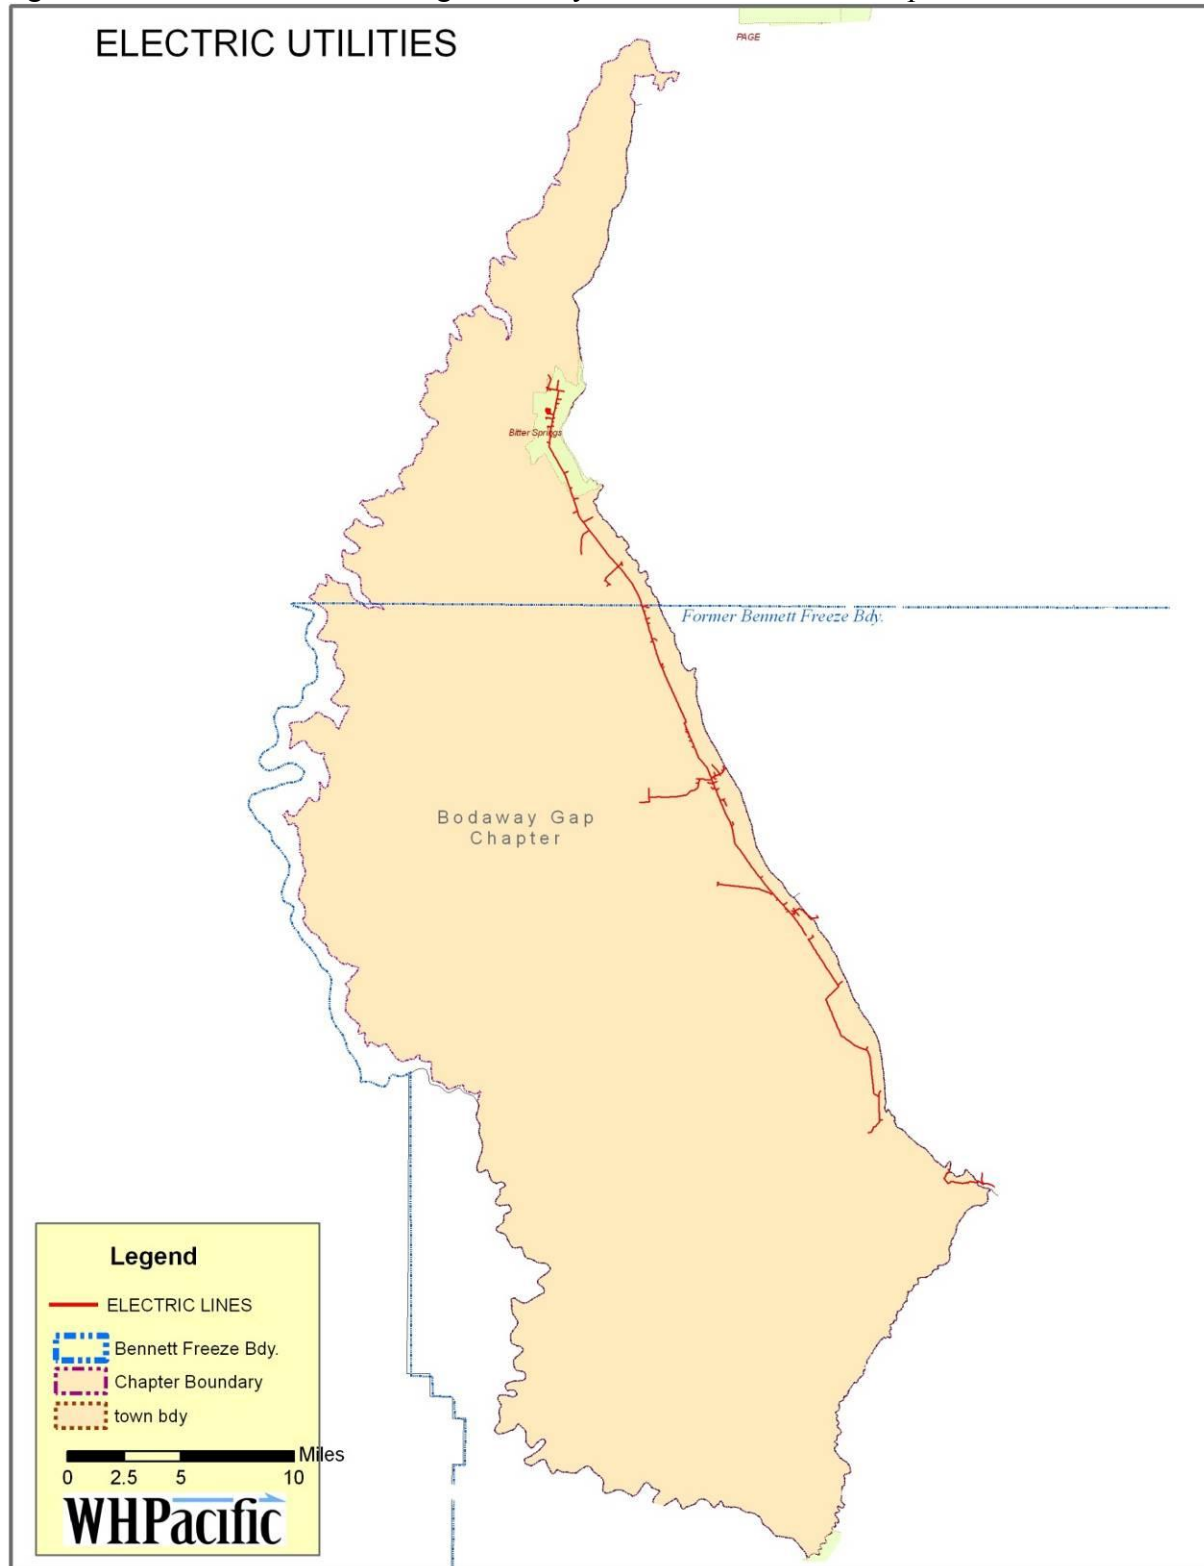 ELECTRIC UTILITIES
PAGE
Bitter Springs
Former Bennett Freeze Bdy.
Bodaway Gap
Chapter
Legend
ELECTRIC LINES
Bennett Freeze Bdy.
Chapter Boundary
town bdy
Miles
0 2.5 5 10
WHPacific